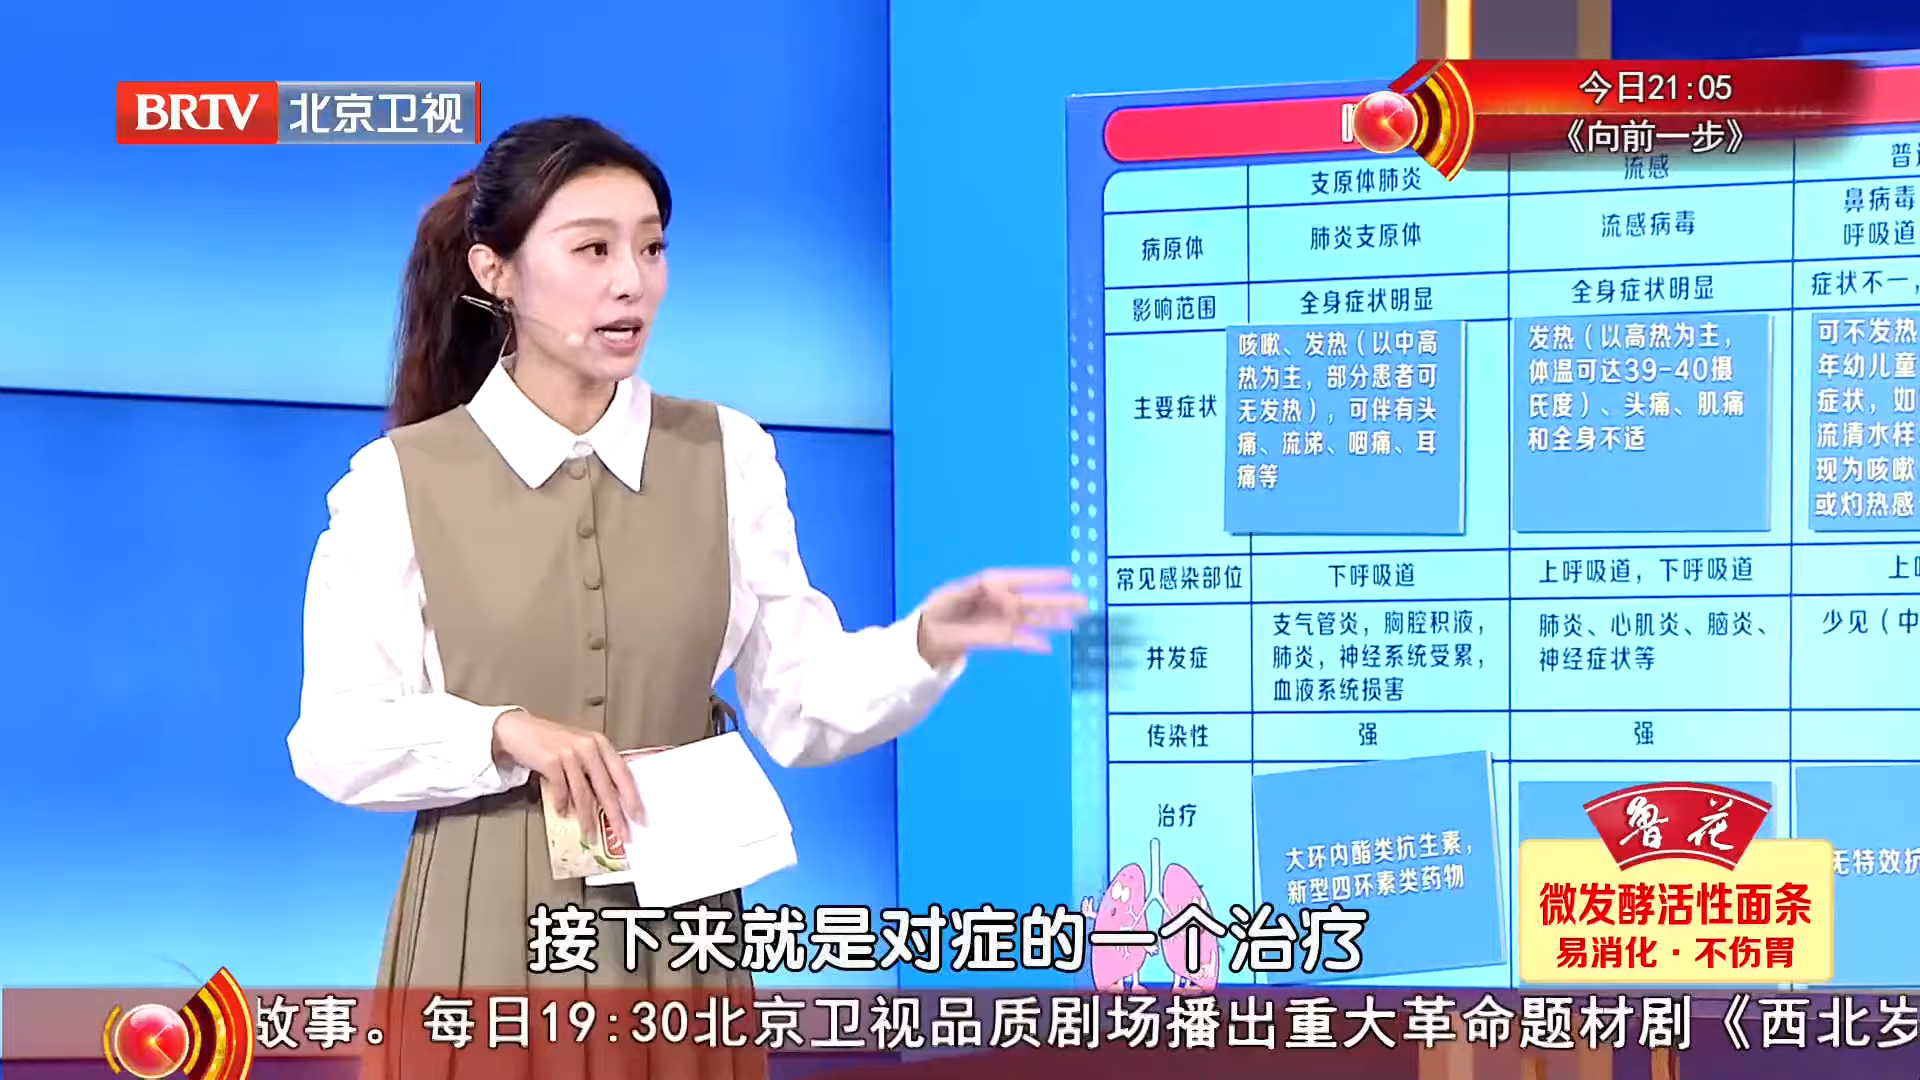 BRTV 北京卫视
今日21:05
《向前一步》
支原体肺炎
流感
病原体
肺炎支原体
流感病毒
鼻病毒
呼吸道
影响范围
全身症状明显
全身症状明显
症状不一，
主要症状
咳嗽、发热（以中高
热为主，部分患者可
无发热），可伴有头
痛、流涕、咽痛、耳
痛等
发热（以高热为主，
体温可达39-40摄
氏度）、头痛、肌痛
和全身不适
可不发热
年幼儿童
症状，如
流清水样
现为咳嗽
或灼热感
常见感染部位
下呼吸道
上呼吸道，下呼吸道
上
并发症
支气管炎，胸腔积液，
肺炎，神经系统受累，
血液系统损害
肺炎、心肌炎、脑炎、
神经症状等
少见（中
传染性
强
强
治疗
大环内酯类抗生素，
新型四环素类药物
无特效抗
鲁花
微发酵活性面条
易消化·不伤胃
接下来就是对症的一个治疗
故事。每日19:30北京卫视品质剧场播出重大革命题材剧《西北岁